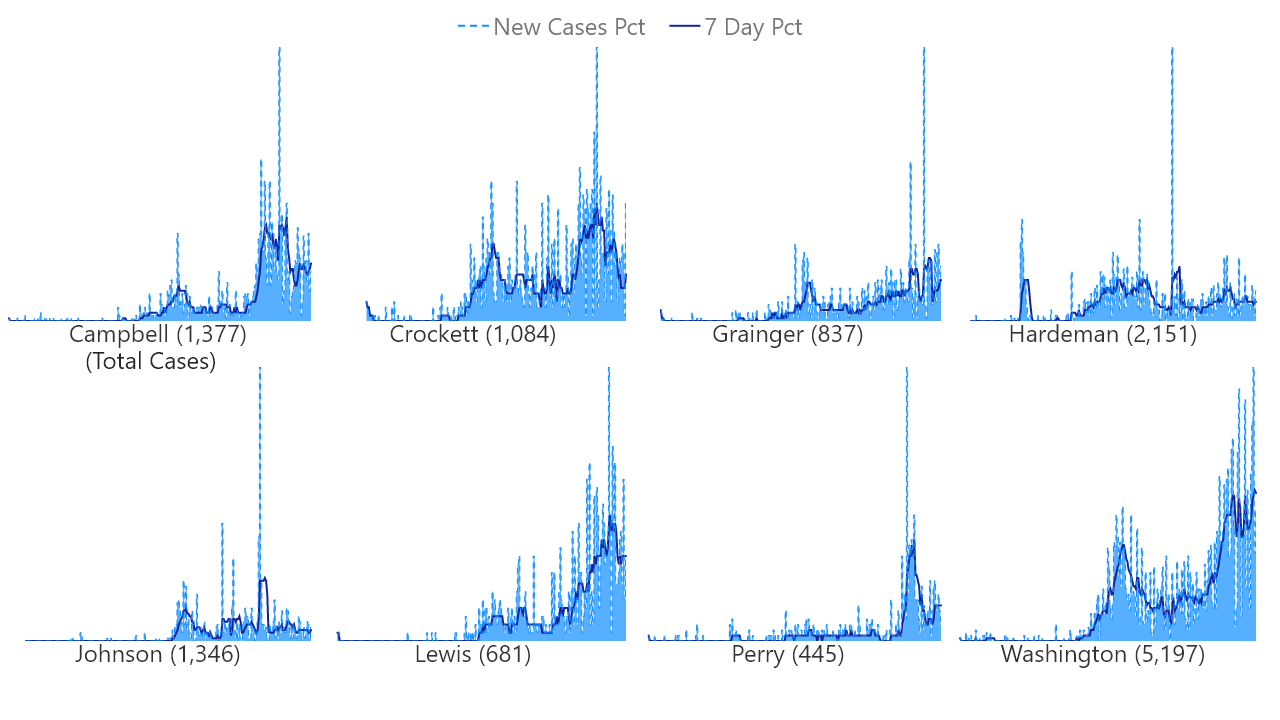 New Cases Pct 7 Day Pct
Campbell (1,377)
(Total Cases)
Crockett (1,084)
Grainger (837)
Hardeman (2,151)
Johnson (1,346)
Lewis (681)
Perry (445)
Washington (5,197)